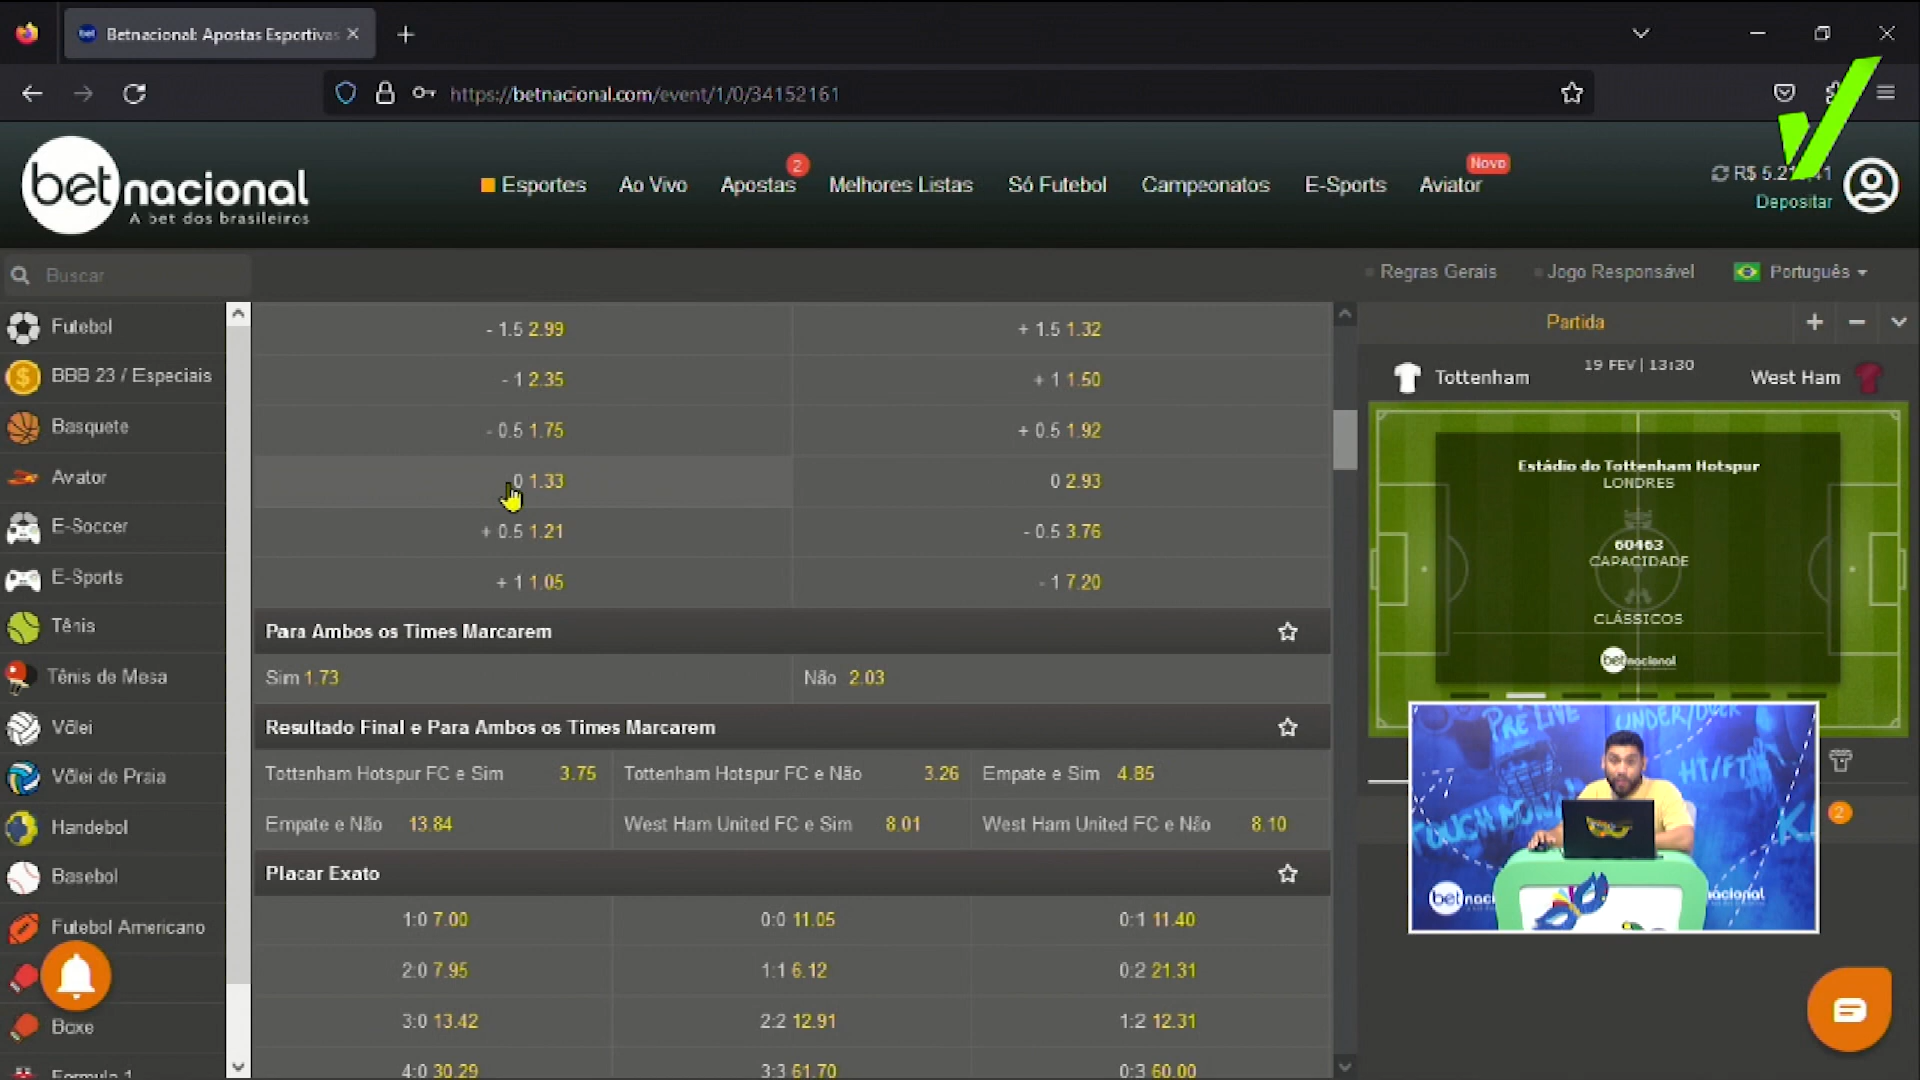 Betnacional: Apostas Esportivas
https://betnacional.com/event/1/0/34152161
betnacional
A bet dos brasileiros
Esportes
Ao Vivo
Apostas
2
Melhores Listas
Só Futebol
Campeonatos
E-Sports
Aviator
Novo
Depositar
Buscar
Regras Gerais
Jogo Responsável
Português
Futebol
BBB 23 / Especiais
Basquete
Avator
E-Soccer
E-Sports
Tênis
Tênis de Mesa
Vôlei
Vôlei de Praia
Handebol
Basebol
Futebol Americano
Boxe
Formula 1
- 1.5 2.99
+ 1.5 1.32
- 1 2.35
+ 1 1.50
- 0.5 1.75
+ 0.5 1.92
0 1.33
0 2.93
+ 0.5 1.21
- 0.5 3.76
+ 1 1.05
- 1 7.20
Para Ambos os Times Marcarem
Sim 1.73
Não 2.03
Resultado Final e Para Ambos os Times Marcarem
Tottenham Hotspur FC e Sim 3.75
Tottenham Hotspur FC e Não 3.26
Empate e Sim 4.85
Empate e Não 13.84
West Ham United FC e Sim 8.01
West Ham United FC e Não 8.10
Placar Exato
1:0 7.00
0:0 11.05
0:1 11.40
2:0 7.95
1:1 6.12
0:2 21.31
3:0 13.42
2:2 12.91
1:2 12.31
4:0 30.29
3:3 61.70
0:3 60.00
Partida
Tottenham
19 FEV | 13:30
West Ham
Estádio do Tottenham Hotspur
LONDRES
60463
CAPACIDADE
CLÁSSICOS
betnacional
2
PRÉ LIVE
UNDER/OVER
HT/FT
TOUCHDOWN